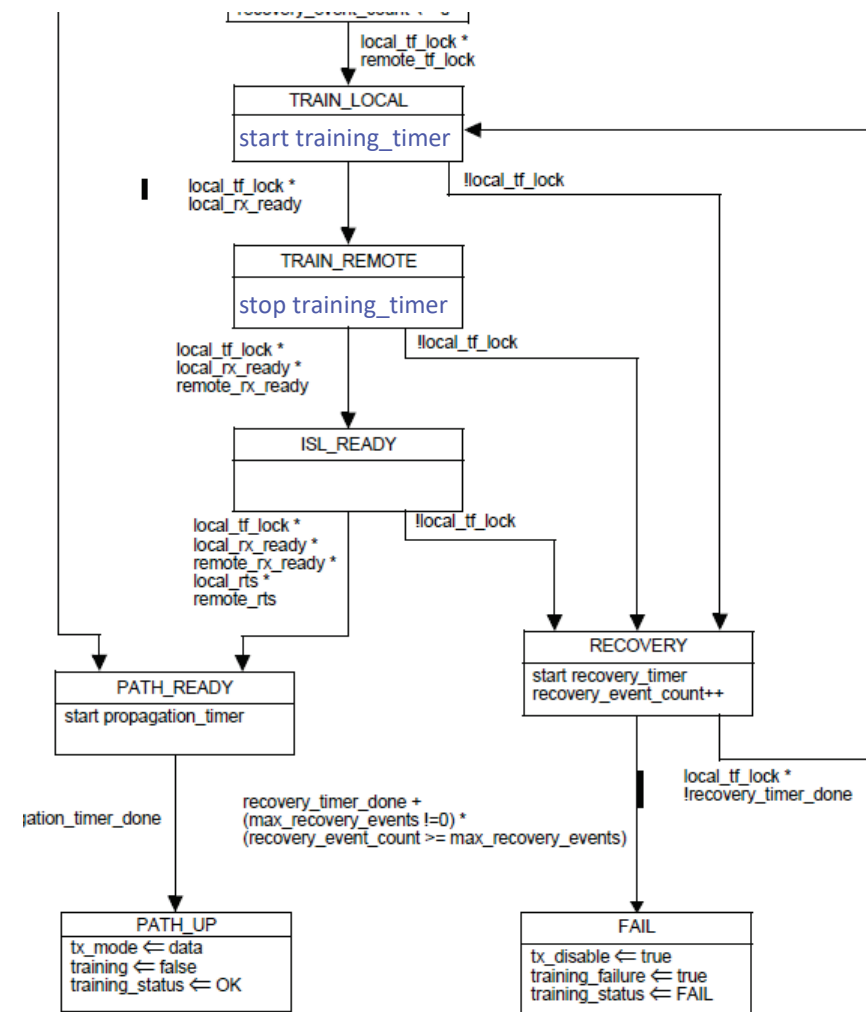 local_tf_lock *
remote_tf_lock
TRAIN_LOCAL
start training_timer
!local_tf_lock
local_tf_lock *
local_rx_ready
TRAIN_REMOTE
stop training_timer
!local_tf_lock
local_tf_lock *
local_rx_ready *
remote_rx_ready
ISL_READY
!local_tf_lock
local_tf_lock *
local_rx_ready *
remote_rx_ready *
local_rts *
remote_rts
RECOVERY
start recovery_timer
recovery_event_count++
PATH_READY
start propagation_timer
local_tf_lock *
!recovery_timer_done
gation_timer_done
recovery_timer_done +
(max_recovery_events !=0) *
(recovery_event_count >= max_recovery_events)
PATH_UP
tx_mode ⇐ data
training ⇐ false
training_status ⇐ OK
FAIL
tx_disable ⇐ true
training_failure ⇐ true
training_status ⇐ FAIL